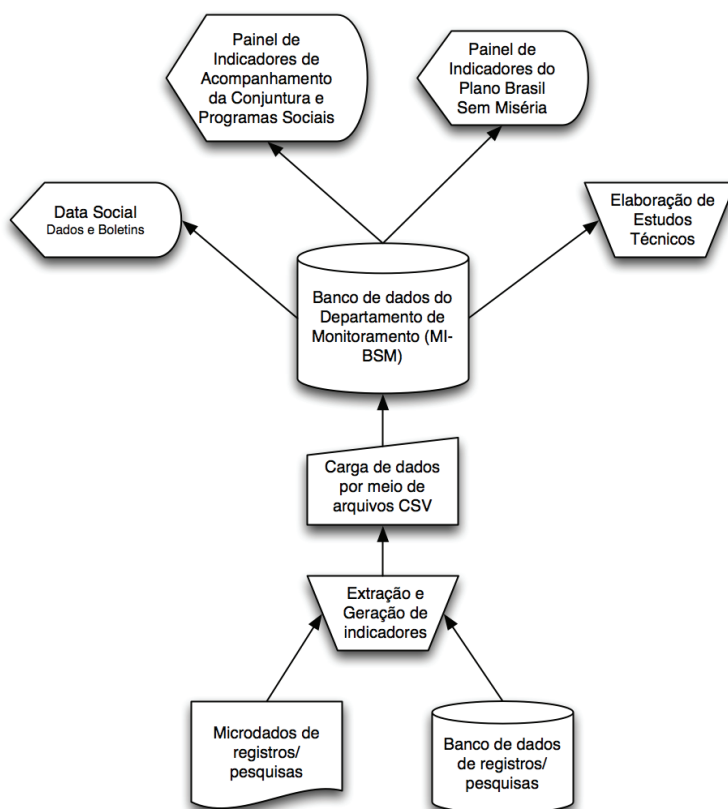 Painel de
Indicadores de
Acompanhamento
da Conjuntura e
Programas Sociais
Painel de
Indicadores do
Plano Brasil
Sem Miséria
Data Social
Dados e Boletins
Elaboração de
Estudos
Técnicos
Banco de dados do
Departamento de
Monitoramento (MI-
BSM)
Carga de dados
por meio de
arquivos CSV
Extração e
Geração de
indicadores
Microdados de
registros/
pesquisas
Banco de dados
de registros/
pesquisas